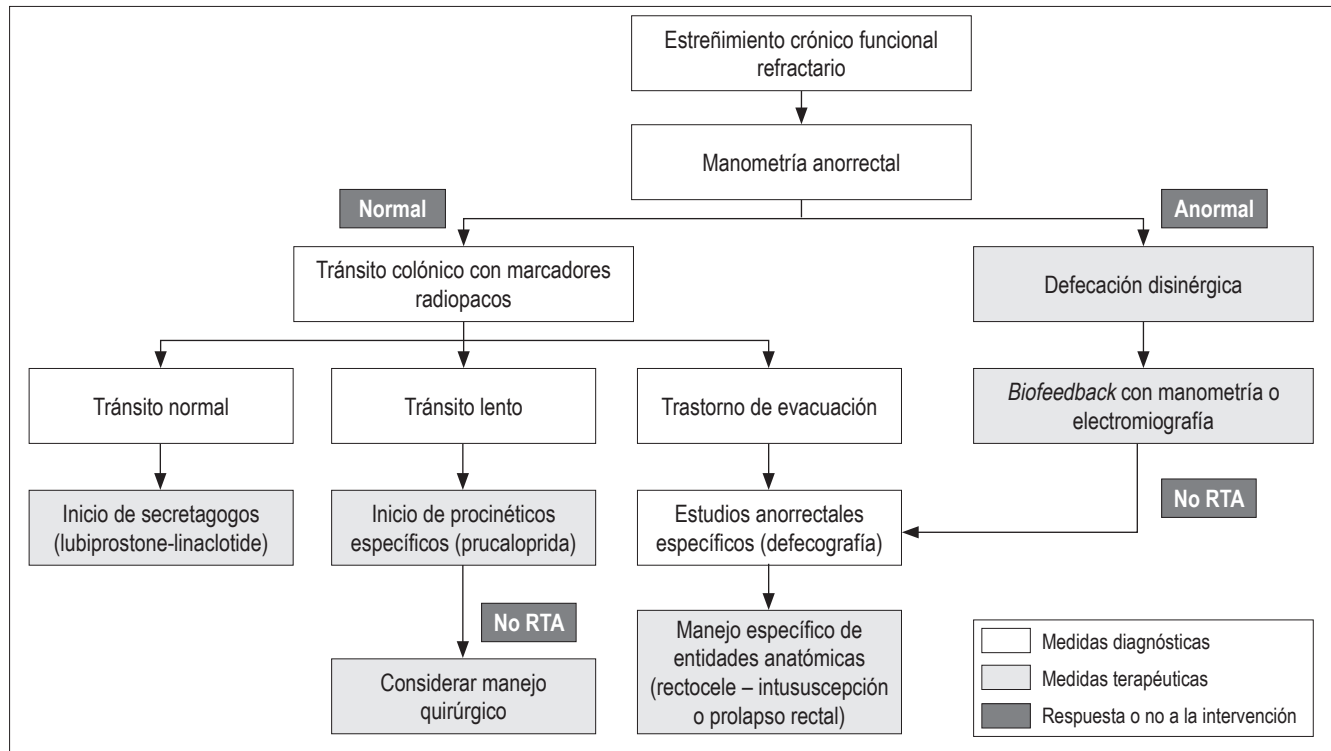 Estreñimiento crónico funcional
refractario
Manometría anorrectal
Normal
Anormal
Tránsito colónico con marcadores
radiopacos
Defecación disinérgica
Tránsito normal
Tránsito lento
Trastorno de evacuación
Biofeedback con manometría o
electromiografía
Inicio de secretagogos
(lubiprostone-linaclotide)
Inicio de procinéticos
específicos (prucaloprida)
Estudios anorrectales
específicos (defecografía)
No RTA
No RTA
Considerar manejo
quirúrgico
Manejo específico de
entidades anatómicas
(rectocele – intususcepción
o prolapso rectal)
Medidas diagnósticas
Medidas terapéuticas
Respuesta o no a la intervención